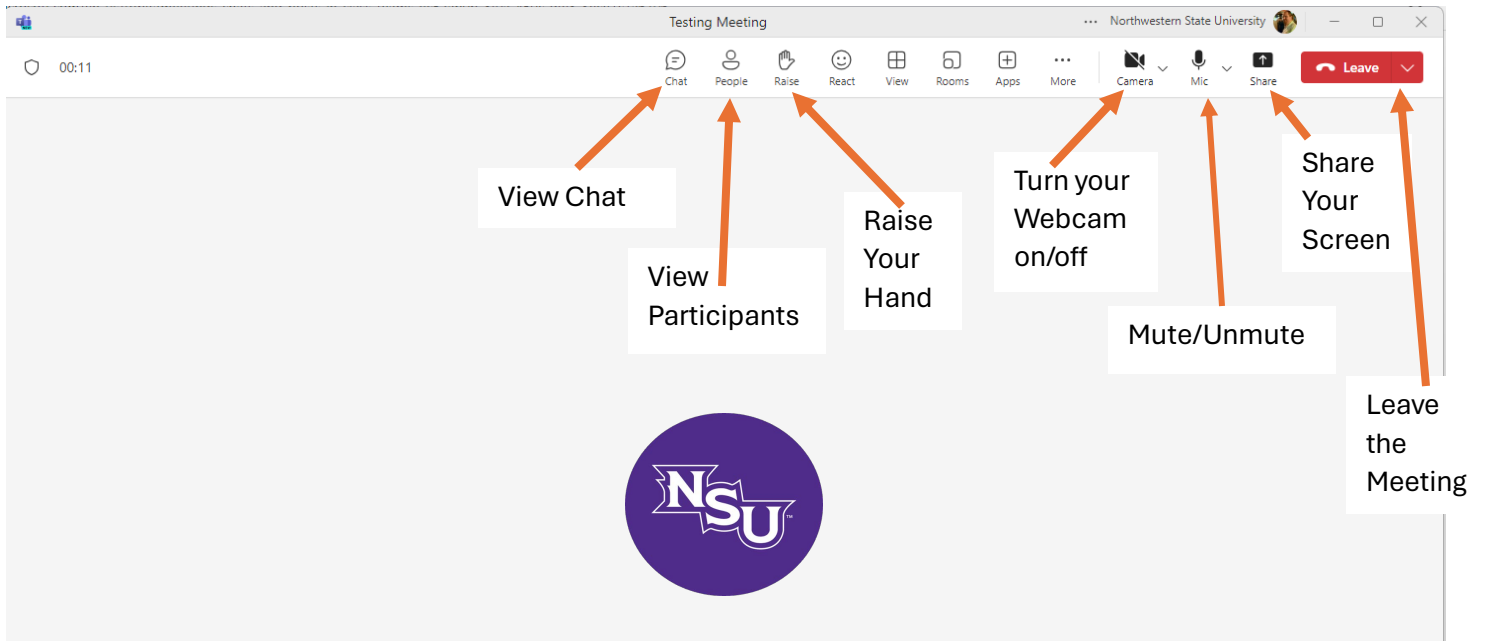 Testing Meeting
Northwestern State University
00:11
Chat People Raise React View Rooms Apps More Camera Mic Share Leave
View Chat
View
Participants
Raise
Your
Hand
Turn your
Webcam
on/off
Mute/Unmute
Share
Your
Screen
Leave
the
Meeting
NSU
TM